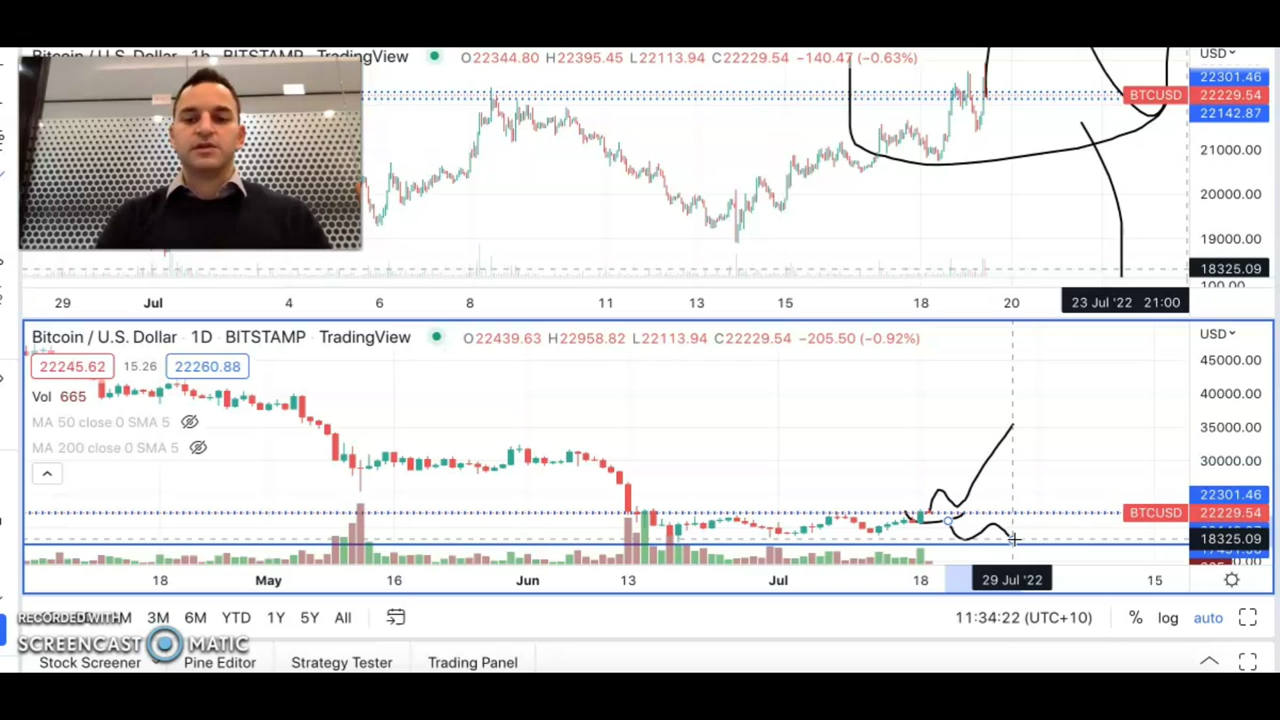 Bitcoin / U.S. Dollar · 1h · BITSTAMP · TradingView O22344.80 H22395.45 L22113.94 C22229.54 −140.47 (−0.63%) USD
22301.46
BTCUSD 22229.54
22142.87
21000.00
20000.00
19000.00
18325.09
29 Jul 4 6 8 11 13 15 18 20 23 Jul '22 21:00
Bitcoin / U.S. Dollar · 1D · BITSTAMP · TradingView O22439.63 H22958.82 L22113.94 C22229.54 −205.50 (−0.92%) USD
22245.62 15.26 22260.88 45000.00
Vol 665 40000.00
MA 50 close 0 SMA 5
35000.00
MA 200 close 0 SMA 5
30000.00
22301.46
BTCUSD 22229.54
18325.09
18 May 16 Jun 13 Jul 18 29 Jul '22 15
RECORDED WITH 3M 6M YTD 1Y 5Y All 11:34:22 (UTC+10) % log auto
SCREENCAST MATIC
Stock Screener Pine Editor Strategy Tester Trading Panel